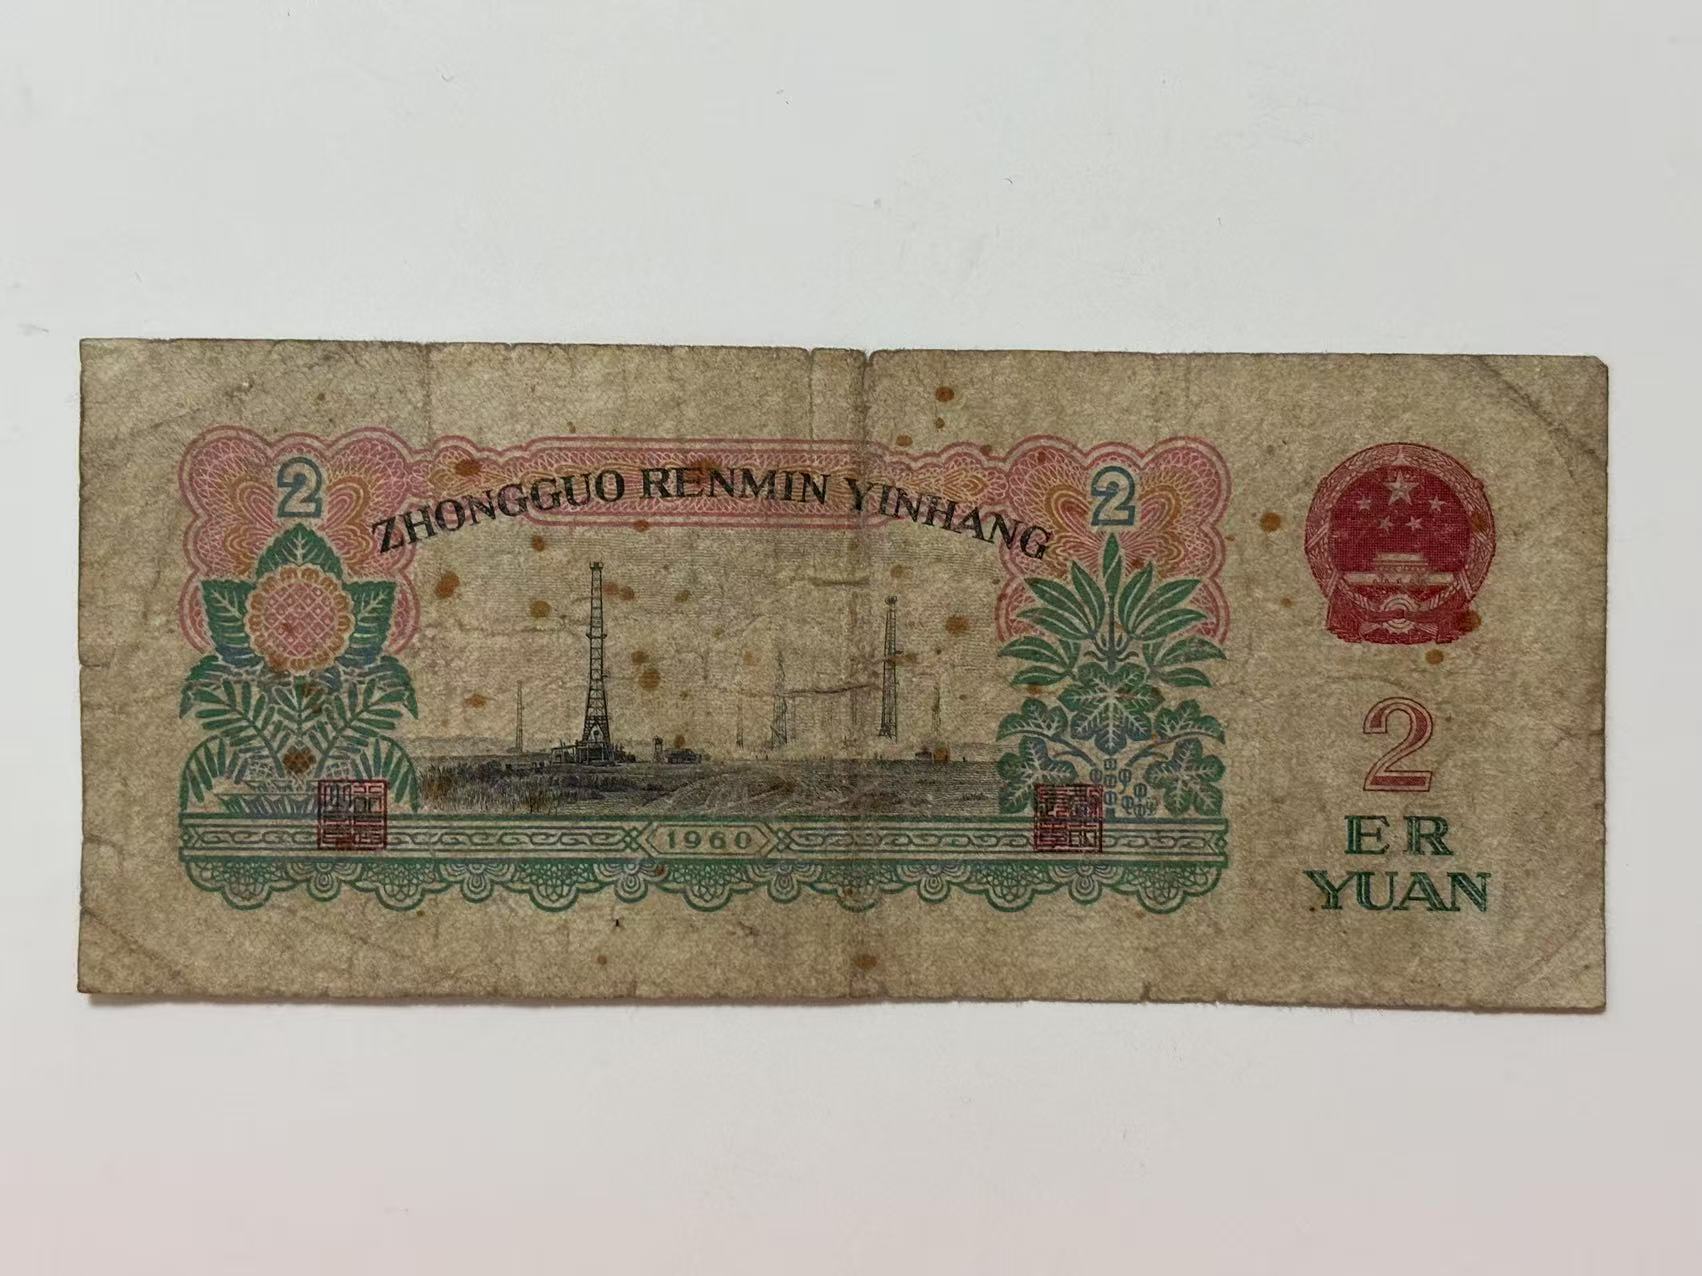 2 2
ZHONGGUO RENMIN YINHANG
1960
2
ER
YUAN